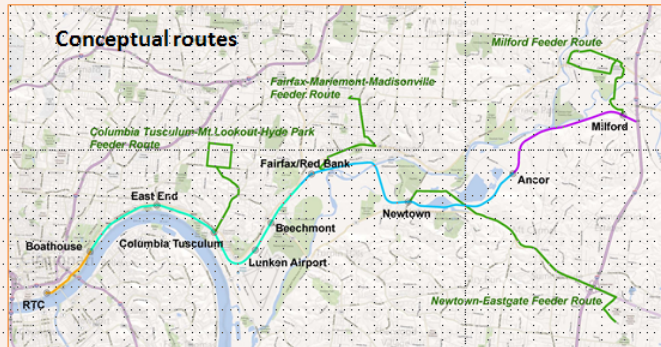 Conceptual routes
Milford Feeder Route
Fairfax-Mariemont-Madisonville
Feeder Route
Columbia Tusculum-Mt.Lookout-Hyde Park
Feeder Route
Milford
Fairfax/Red Bank
Ancor
East End
Newtown
Beechmont
Columbia Tusculum
Boathouse
Lunken Airport
RTC
Newtown-Eastgate Feeder Route